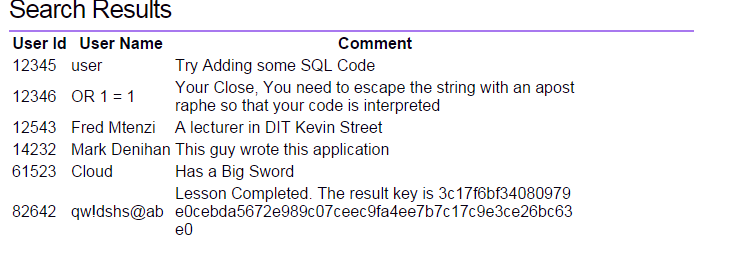 Search Results
User Id User Name Comment
12345 user Try Adding some SQL Code
Your Close, You need to escape the string with an apost
12346 OR 1 = 1
raphe so that your code is interpreted
12543 Fred Mtenzi A lecturer in DIT Kevin Street
14232 Mark Denihan This guy wrote this application
61523 Cloud Has a Big Sword
Lesson Completed. The result key is 3c17f6bf34080979
82642 qw!dshs@ab e0cebda5672e989c07ceec9fa4ee7b7c17c9e3ce26bc63
e0